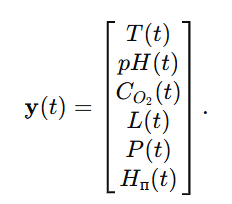 T(t)
pH(t)
C_{O_2}(t)
y(t) = L(t) .
P(t)
H_п(t)